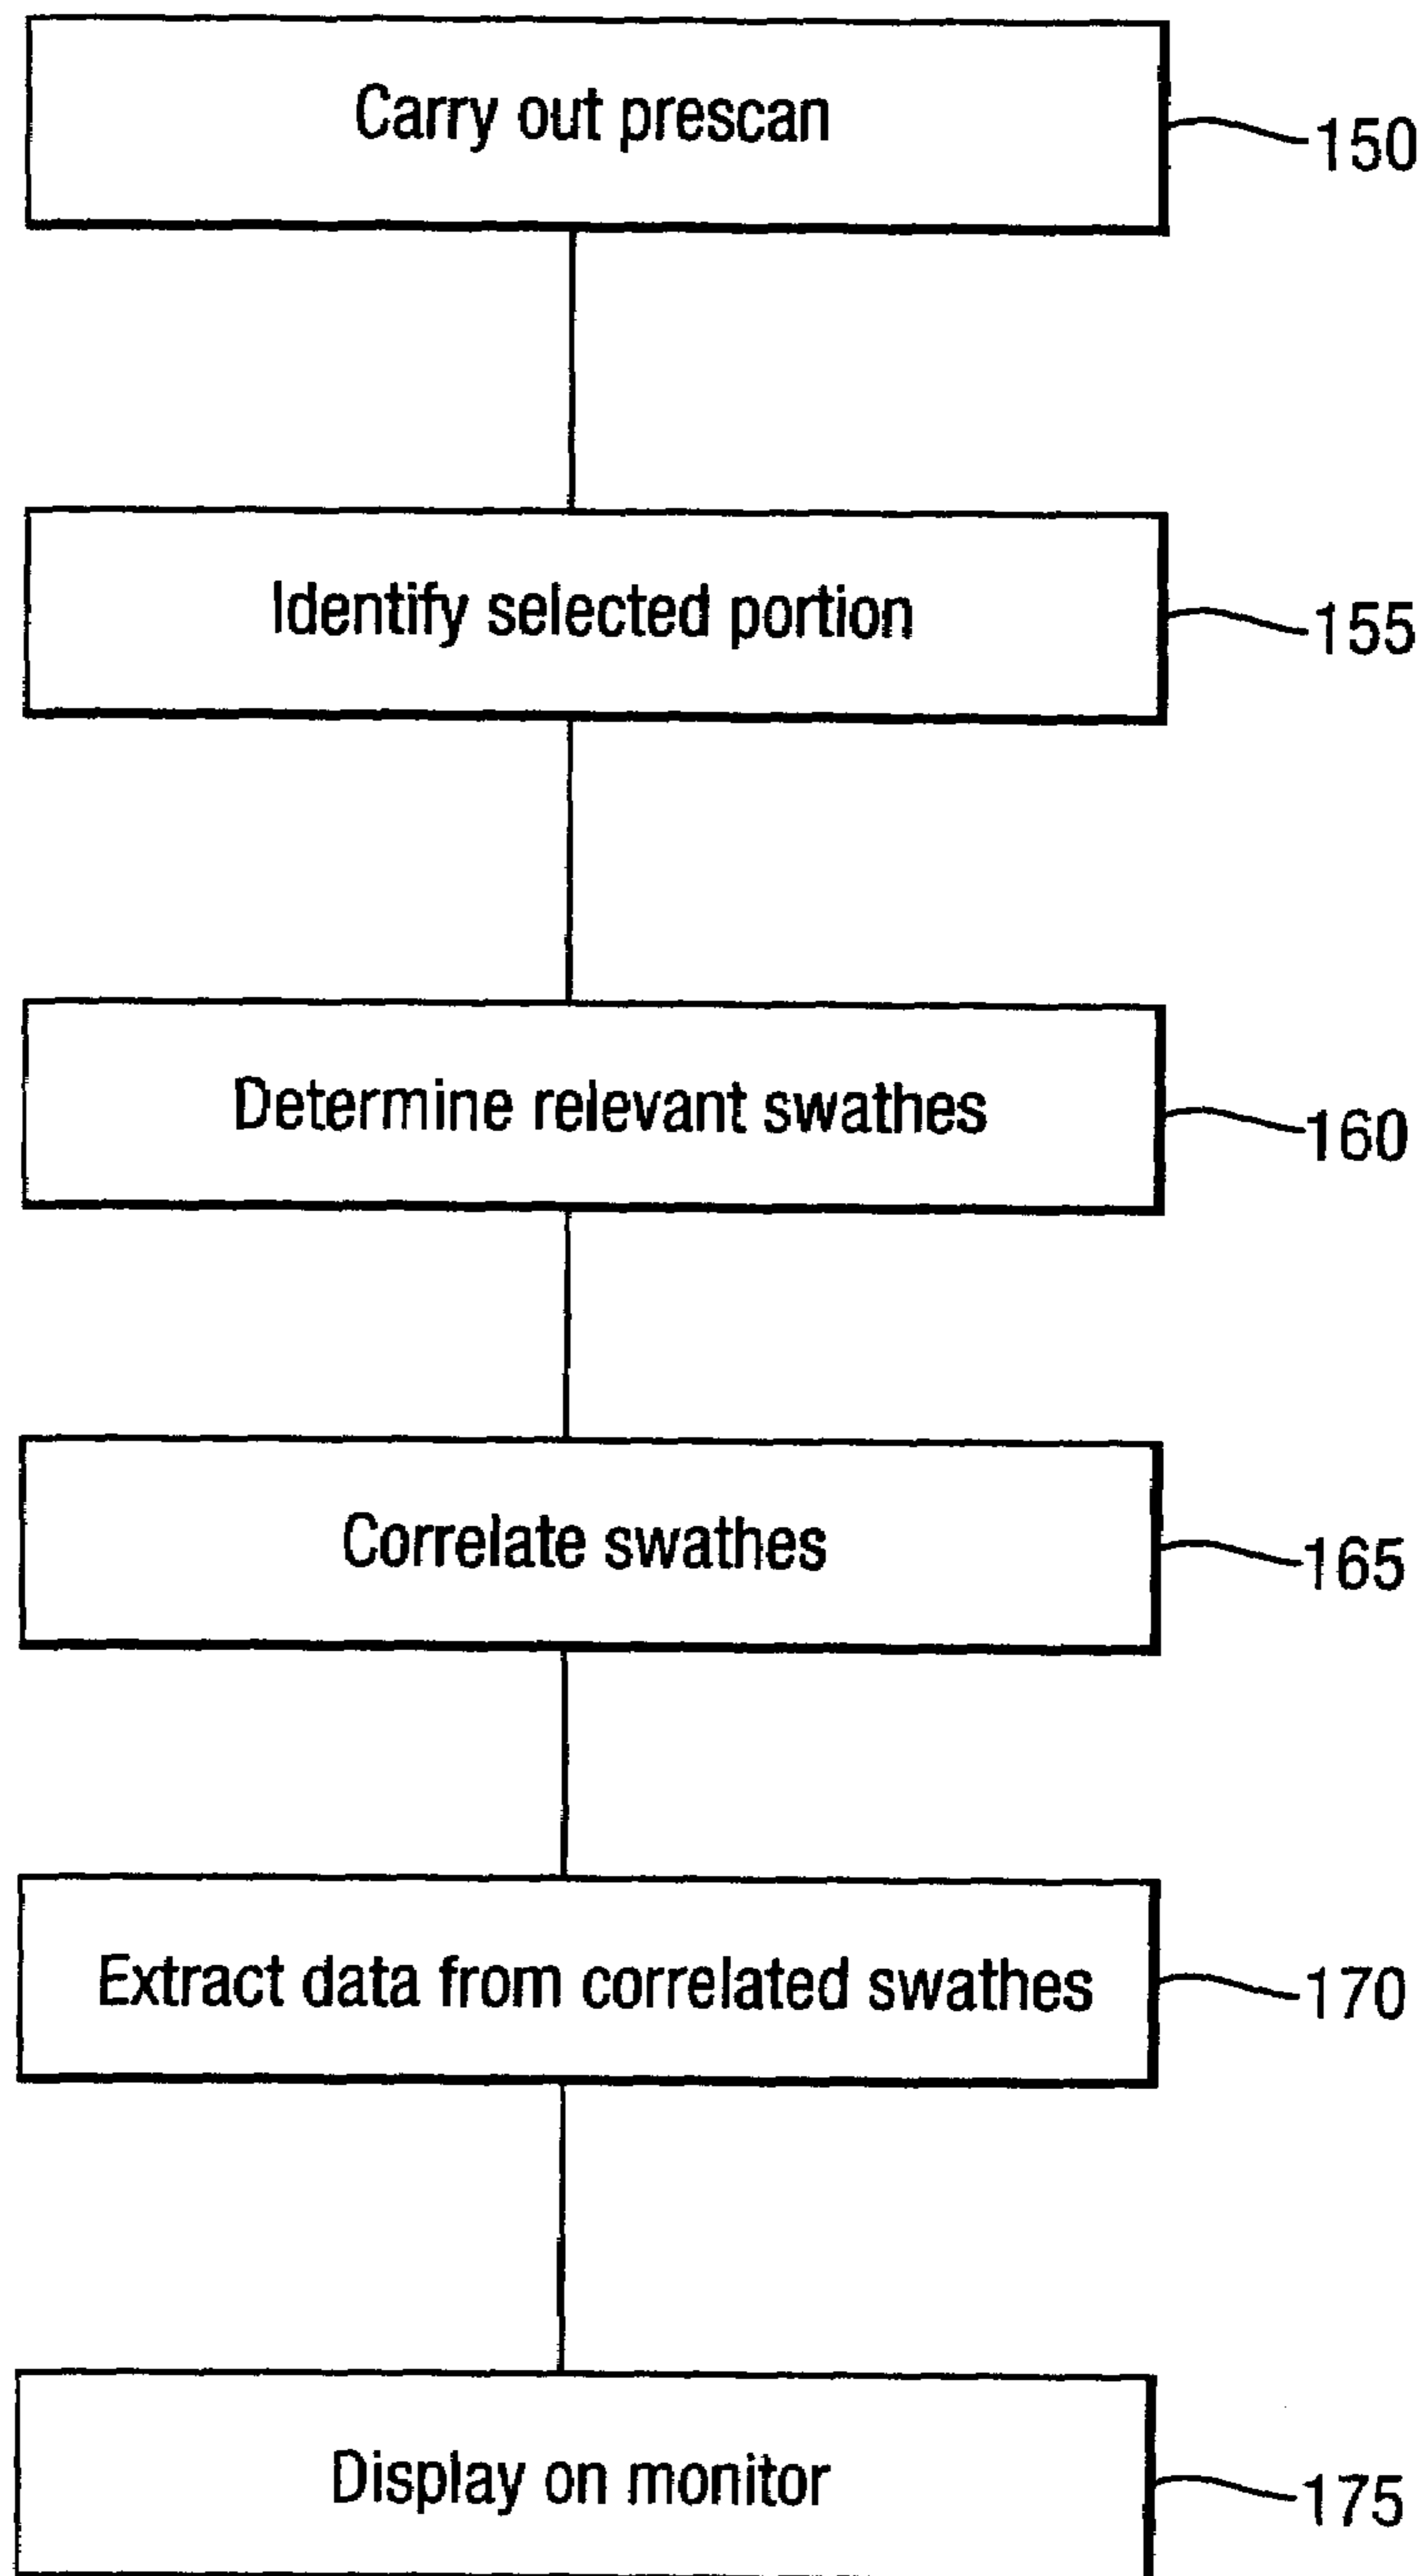 Carry out prescan
150
Identify selected portion
155
Determine relevant swathes
160
Correlate swathes
165
Extract data from correlated swathes
170
Display on monitor
175